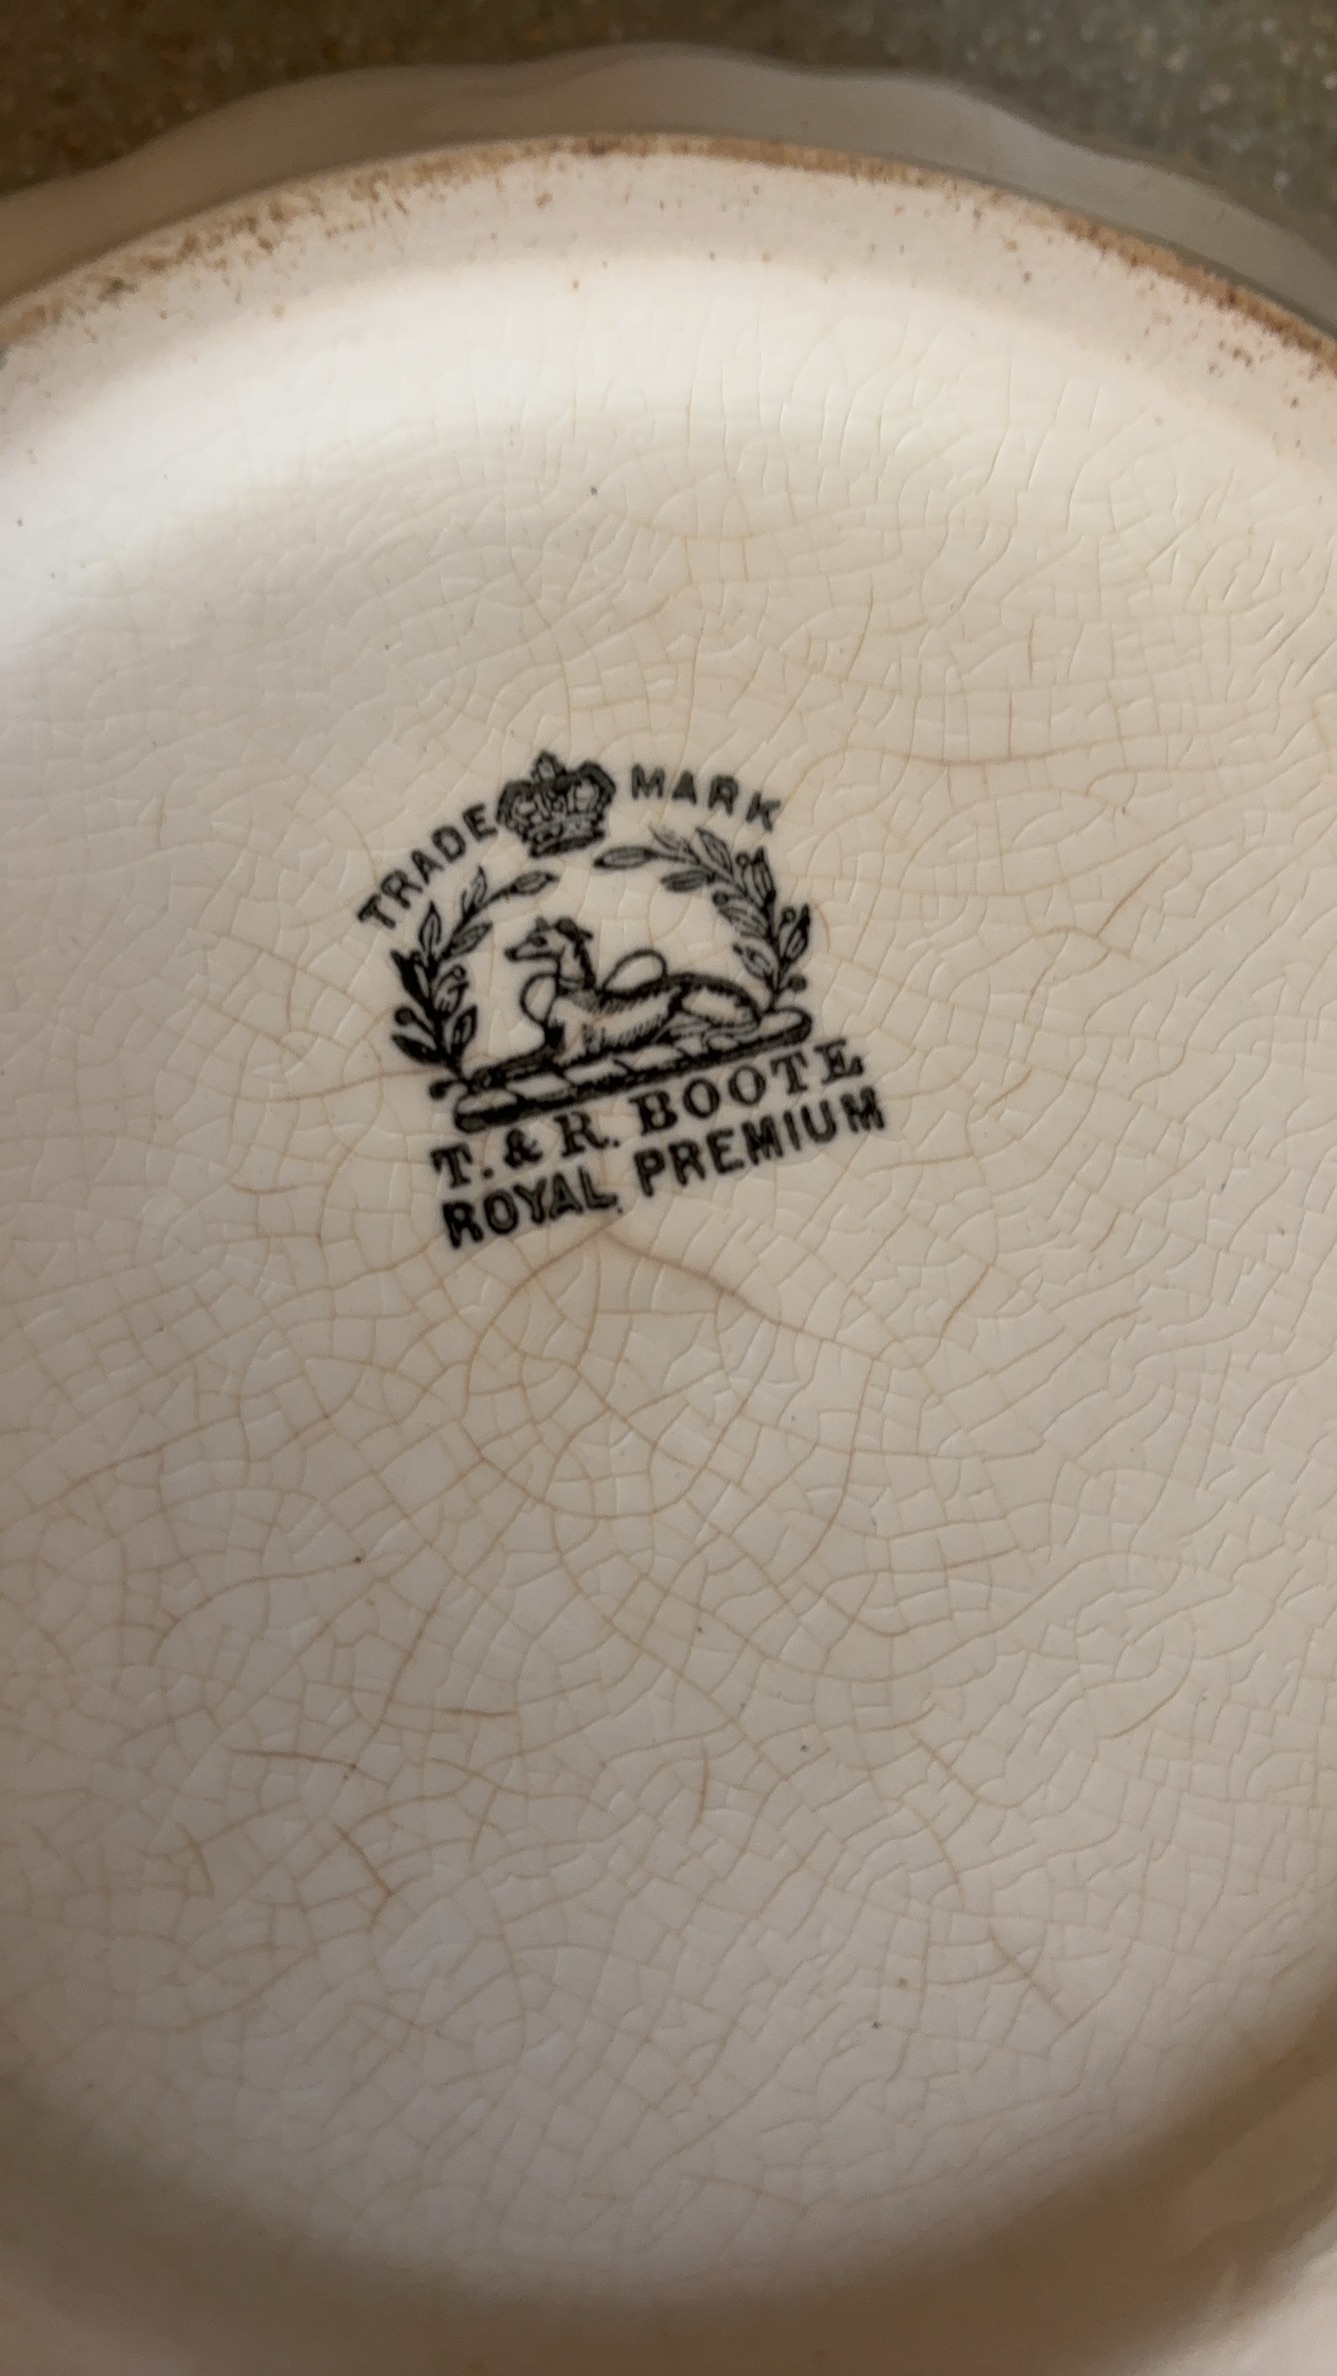 TRADE MARK
T. & R. BOOTE
ROYAL PREMIUM